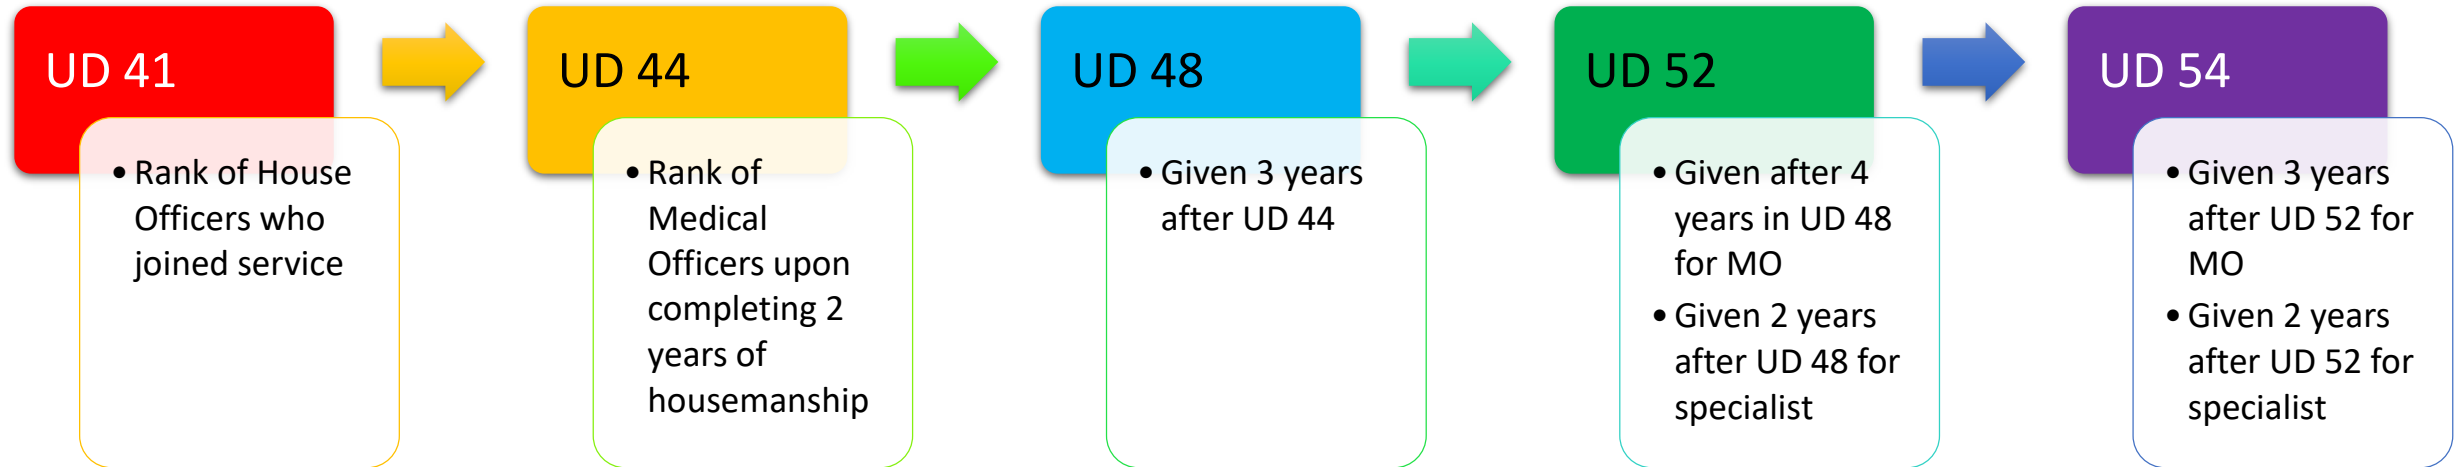 UD 41
• Rank of House
Officers who
joined service
UD 44
• Rank of
Medical
Officers upon
completing 2
years of
housemanship
UD 48
• Given 3 years
after UD 44
UD 52
• Given after 4
years in UD 48
for MO
• Given 2 years
after UD 48 for
specialist
UD 54
• Given 3 years
after UD 52 for
MO
• Given 2 years
after UD 52 for
specialist